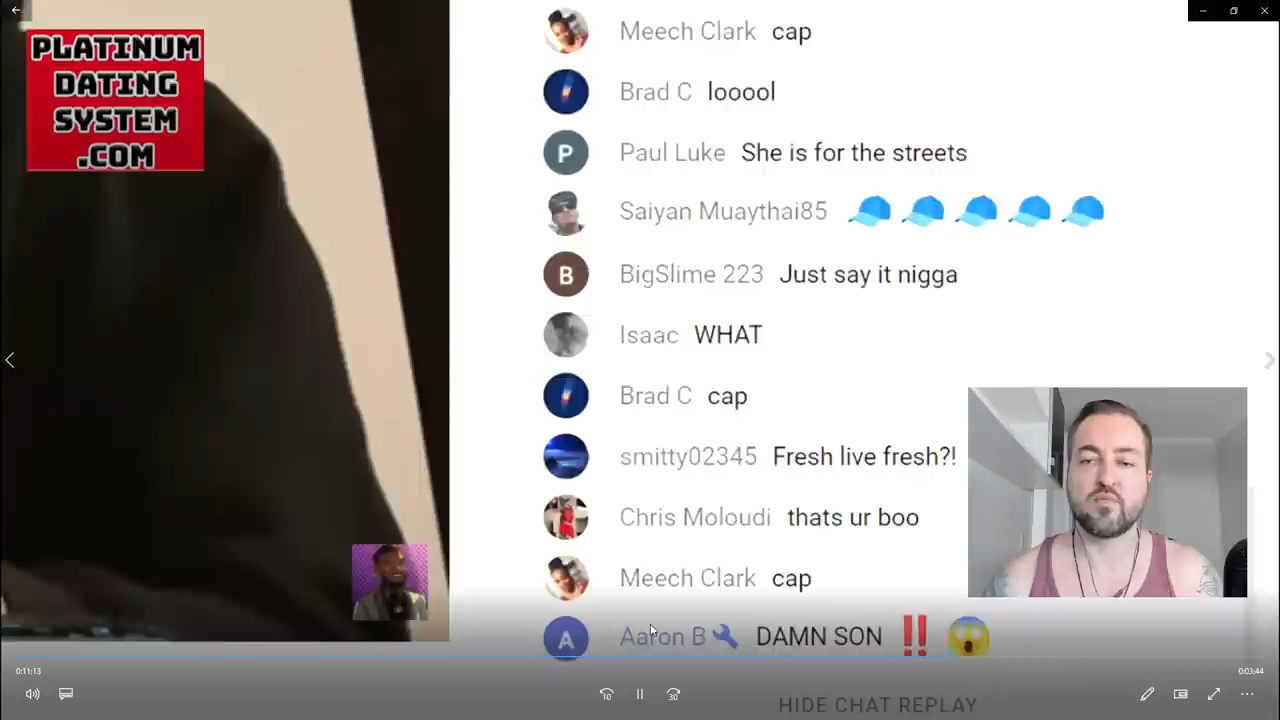 PLATINUM
DATING
SYSTEM
.COM
Meech Clark cap
Brad C looool
P Paul Luke She is for the streets
Saiyan Muaythai85
B BigSlime 223 Just say it nigga
Isaac WHAT
Brad C cap
smitty02345 Fresh live fresh?!
Chris Moloudi thats ur boo
Meech Clark cap
A Aaron B DAMN SON ‼️
0:11:13
0:03:44
10
30
HIDE CHAT REPLAY